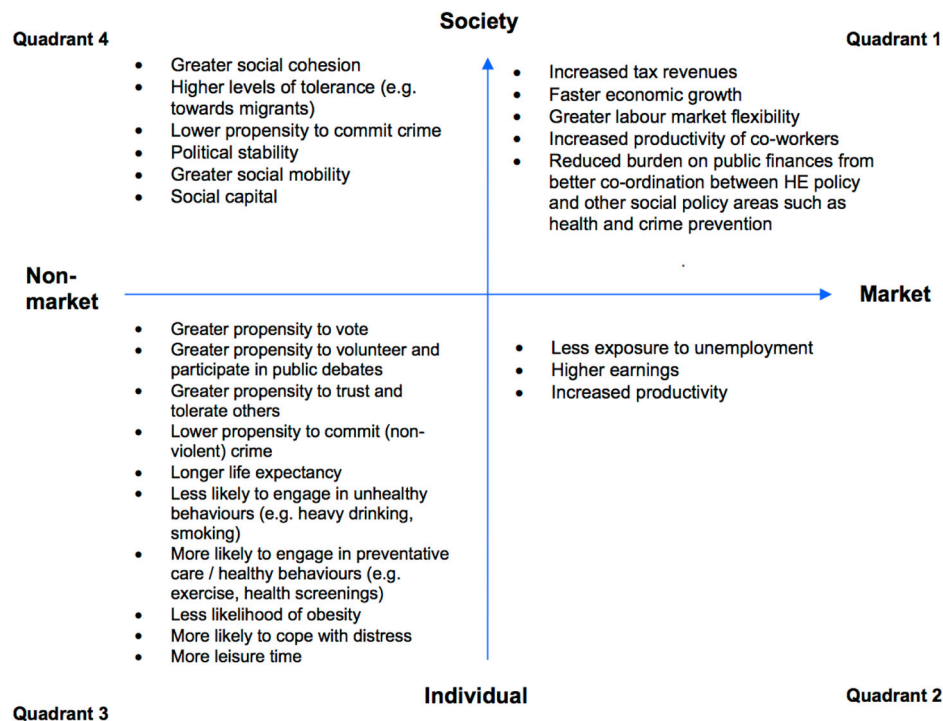 Society
Quadrant 4
Quadrant 1
• Greater social cohesion
• Higher levels of tolerance (e.g.
towards migrants)
• Lower propensity to commit crime
• Political stability
• Greater social mobility
• Social capital
• Increased tax revenues
• Faster economic growth
• Greater labour market flexibility
• Increased productivity of co-workers
• Reduced burden on public finances from
better co-ordination between HE policy
and other social policy areas such as
health and crime prevention
Non-
market
Market
• Greater propensity to vote
• Greater propensity to volunteer and
participate in public debates
• Greater propensity to trust and
tolerate others
• Lower propensity to commit (non-
violent) crime
• Longer life expectancy
• Less likely to engage in unhealthy
behaviours (e.g. heavy drinking,
smoking)
• More likely to engage in preventative
care / healthy behaviours (e.g.
exercise, health screenings)
• Less likelihood of obesity
• More likely to cope with distress
• More leisure time
• Less exposure to unemployment
• Higher earnings
• Increased productivity
Individual
Quadrant 3
Quadrant 2